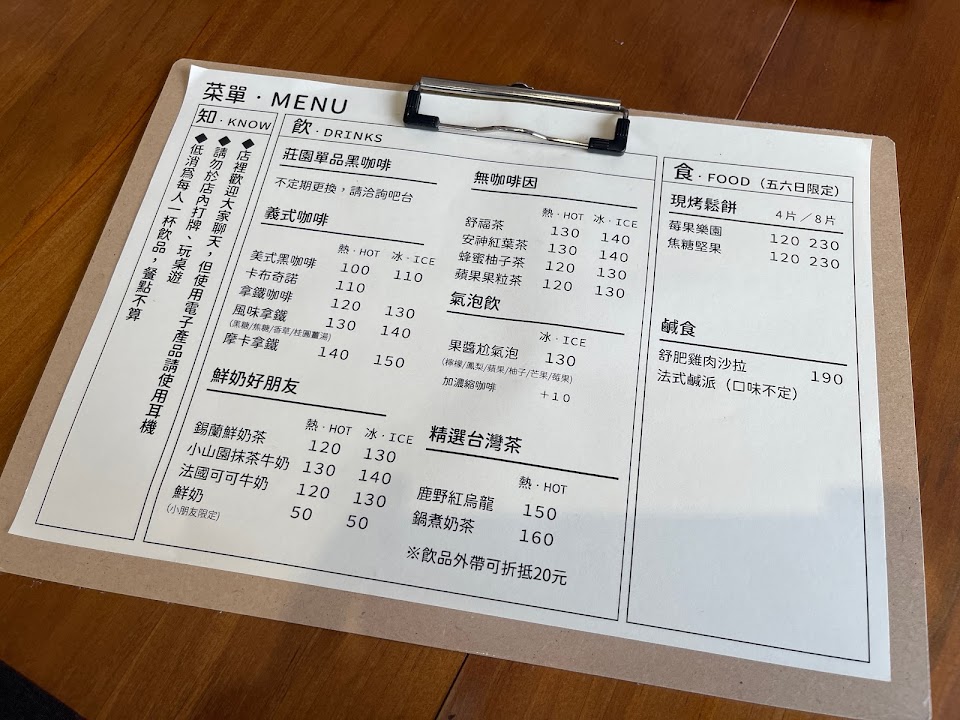 菜單・MENU
知・KNOW
◆店裡歡迎大家聊天，但使用電子產品請使用耳機
◆請勿於店內打牌、玩桌遊
◆低消為每人一杯飲品，餐點不算
飲・DRINKS
莊園單品黑咖啡
不定期更換，請洽詢吧台
義式咖啡
熱・HOT 冰・ICE
美式黑咖啡 100 110
卡布奇諾 110
拿鐵咖啡 120 130
風味拿鐵 130 140
(黑糖/焦糖/香草/桂圓薑湯)
摩卡拿鐵 140 150
鮮奶好朋友
熱・HOT 冰・ICE
錫蘭鮮奶茶 120 130
小山園抹茶牛奶 130 140
法國可可牛奶 120 130
鮮奶 50 50
(小朋友限定)
無咖啡因
熱・HOT 冰・ICE
舒福茶 130 140
安神紅葉茶 130 140
蜂蜜柚子茶 120 130
蘋果果粒茶 120 130
氣泡飲
冰・ICE
果醬尬氣泡 130
(檸檬/鳳梨/蘋果/柚子/芒果/莓果)
加濃縮咖啡 +10
精選台灣茶
熱・HOT
鹿野紅烏龍 150
鍋煮奶茶 160
※飲品外帶可折抵20元
食・FOOD（五六日限定）
現烤鬆餅 4片／8片
莓果樂園 120 230
焦糖堅果 120 230
鹹食
舒肥雞肉沙拉 190
法式鹹派（口味不定）